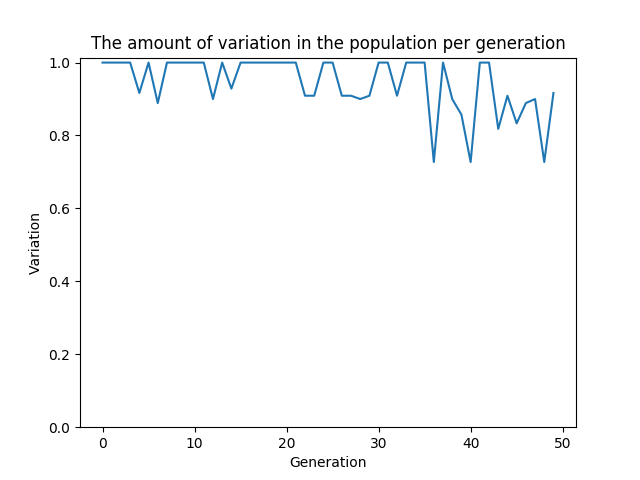 The amount of variation in the population per generation
1.0
0.8
0.6
0.4
0.2
0.0
Variation
0 10 20 30 40 50
Generation